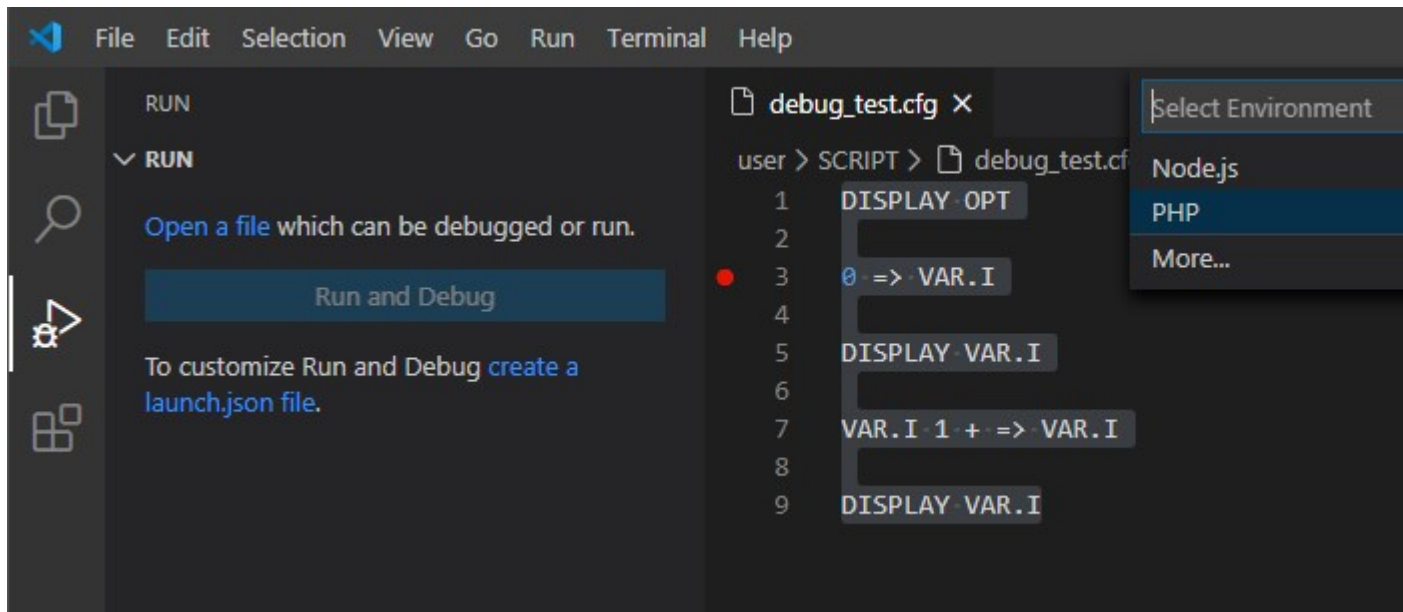 File Edit Selection View Go Run Terminal Help
RUN
RUN
Open a file which can be debugged or run.
Run and Debug
To customize Run and Debug create a
launch.json file.
debug_test.cfg
user > SCRIPT > debug_test.cf
1 DISPLAY OPT
2
3 0 => VAR.I
4
5 DISPLAY VAR.I
6
7 VAR.I 1 + => VAR.I
8
9 DISPLAY VAR.I
Select Environment
Node.js
PHP
More...